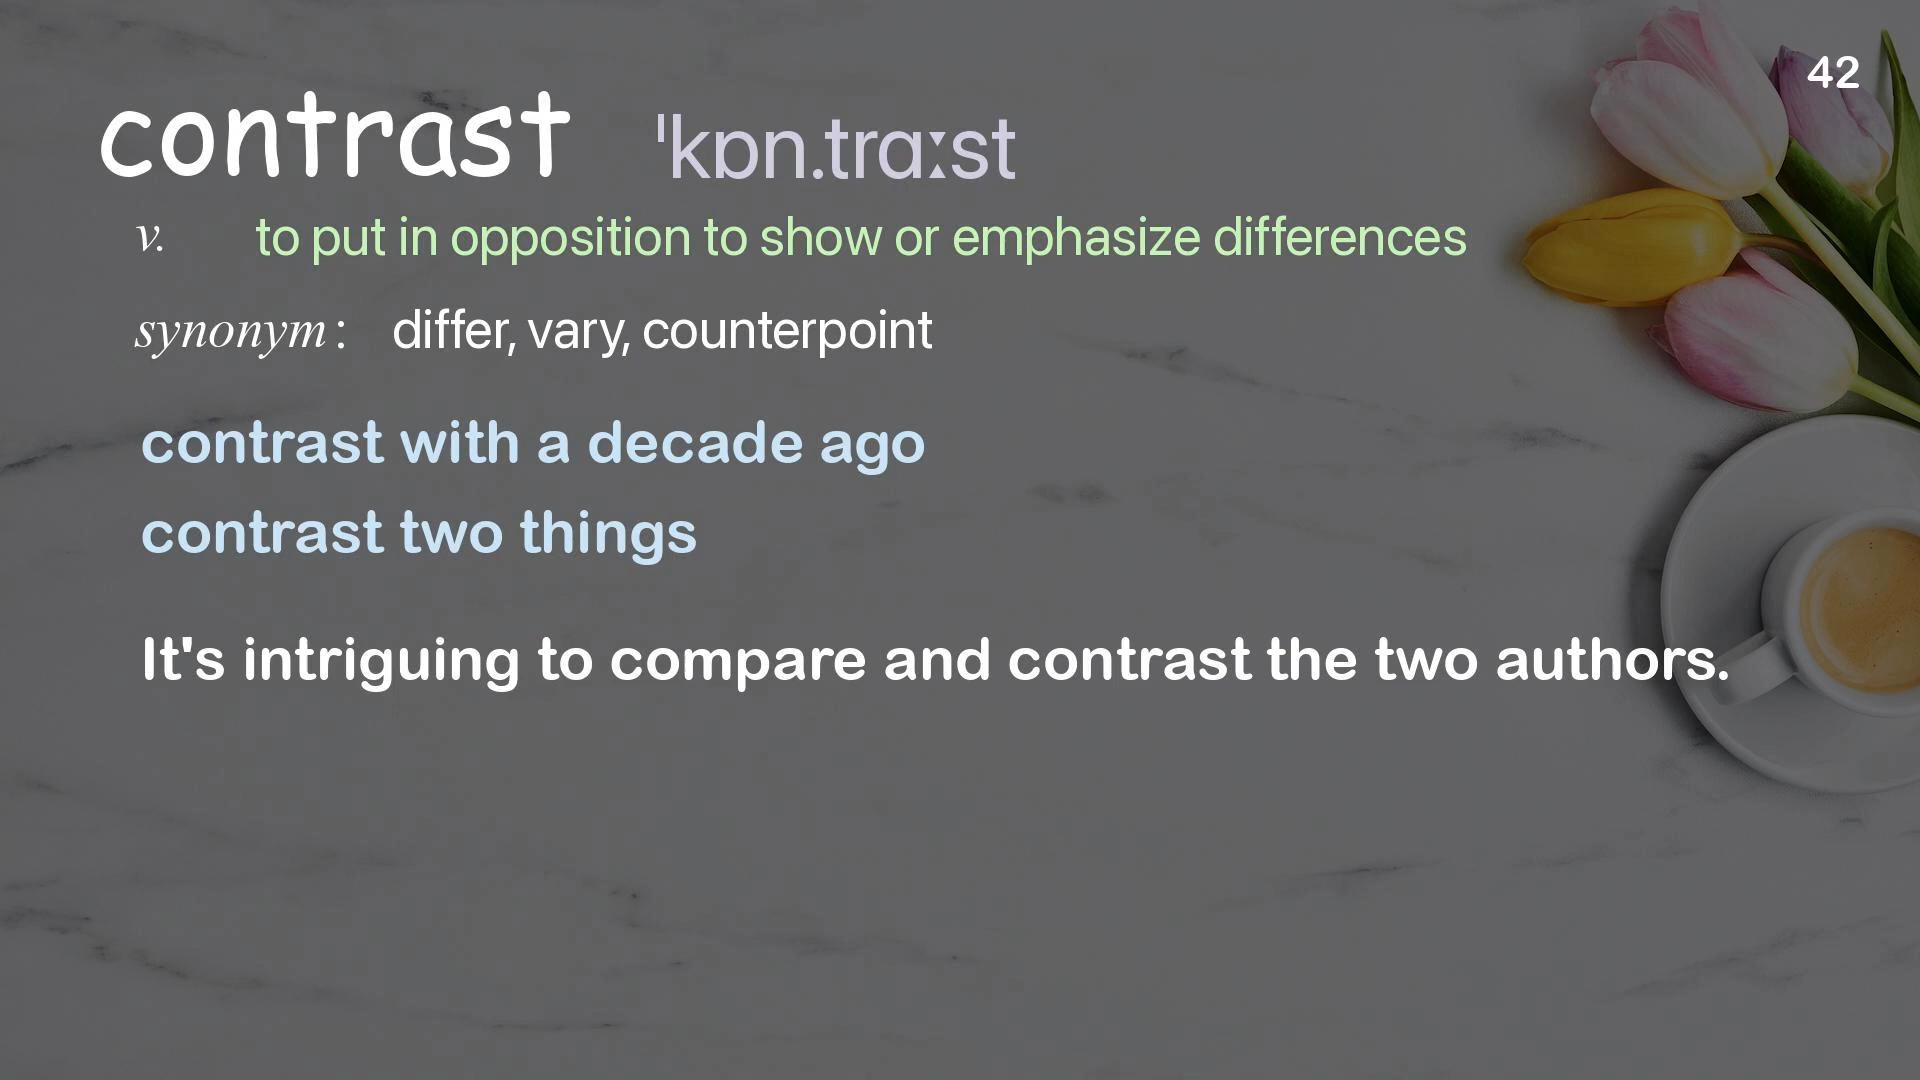 42
contrast ˈkɒn.trɑːst
v. to put in opposition to show or emphasize differences
synonym: differ, vary, counterpoint
contrast with a decade ago
contrast two things
It's intriguing to compare and contrast the two authors.